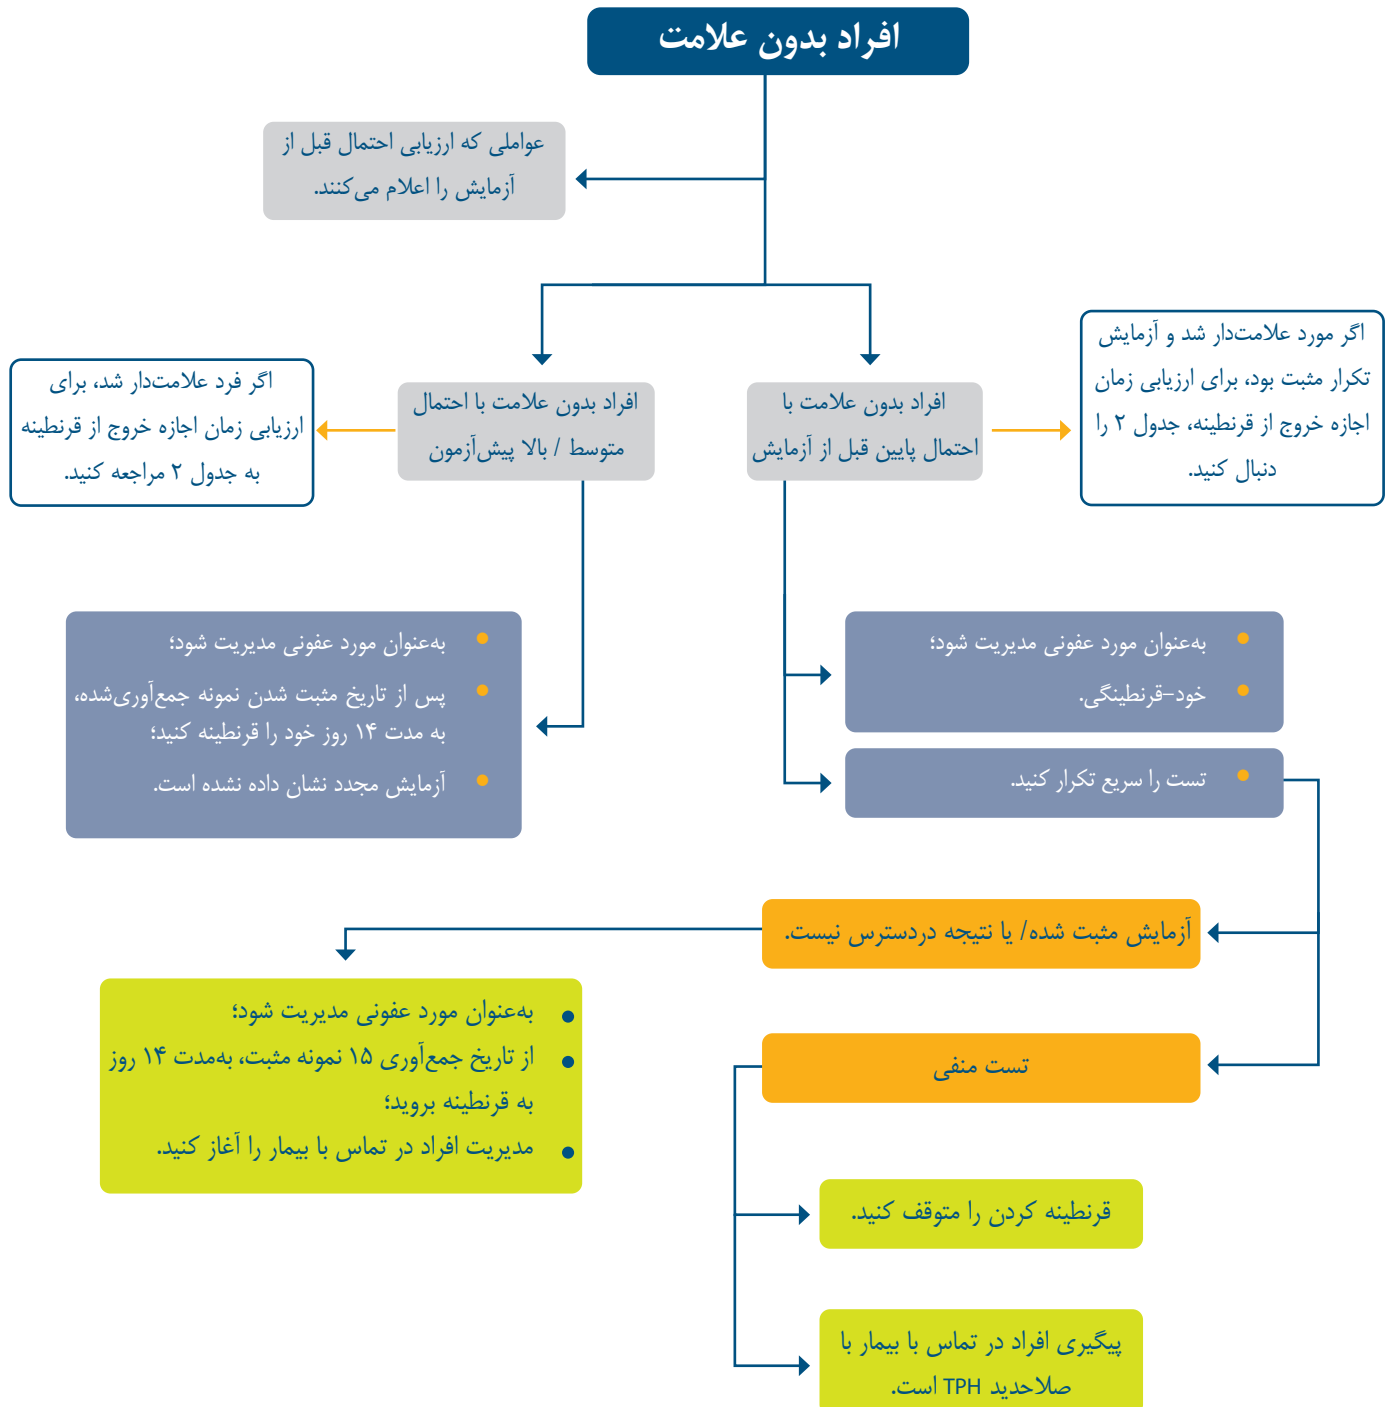 افراد بدون علامت
عواملی که ارزیابی احتمال قبل از
آزمایش را اعلام می‌کنند.
اگر مورد علامت‌دار شد و آزمایش
تکرار مثبت بود، برای ارزیابی زمان
اجازه خروج از قرنطینه، جدول ۲ را
دنبال کنید.
افراد بدون علامت با
احتمال پایین قبل از آزمایش
افراد بدون علامت با احتمال
متوسط / بالا پیش‌آزمون
اگر فرد علامت‌دار شد، برای
ارزیابی زمان اجازه خروج از قرنطینه
به جدول ۲ مراجعه کنید.
• به‌عنوان مورد عفونی مدیریت شود؛
• خود-قرنطینگی.
• تست را سریع تکرار کنید.
• به‌عنوان مورد عفونی مدیریت شود؛
• پس از تاریخ مثبت شدن نمونه جمع‌آوری‌شده،
به مدت ۱۴ روز خود را قرنطینه کنید؛
• آزمایش مجدد نشان داده نشده است.
آزمایش مثبت شده/ یا نتیجه دردسترس نیست.
• به‌عنوان مورد عفونی مدیریت شود؛
• از تاریخ جمع‌آوری ۱۵ نمونه مثبت، به‌مدت ۱۴ روز
به قرنطینه بروید؛
• مدیریت افراد در تماس با بیمار را آغاز کنید.
تست منفی
قرنطینه کردن را متوقف کنید.
پیگیری افراد در تماس با بیمار با
صلاحدید TPH است.